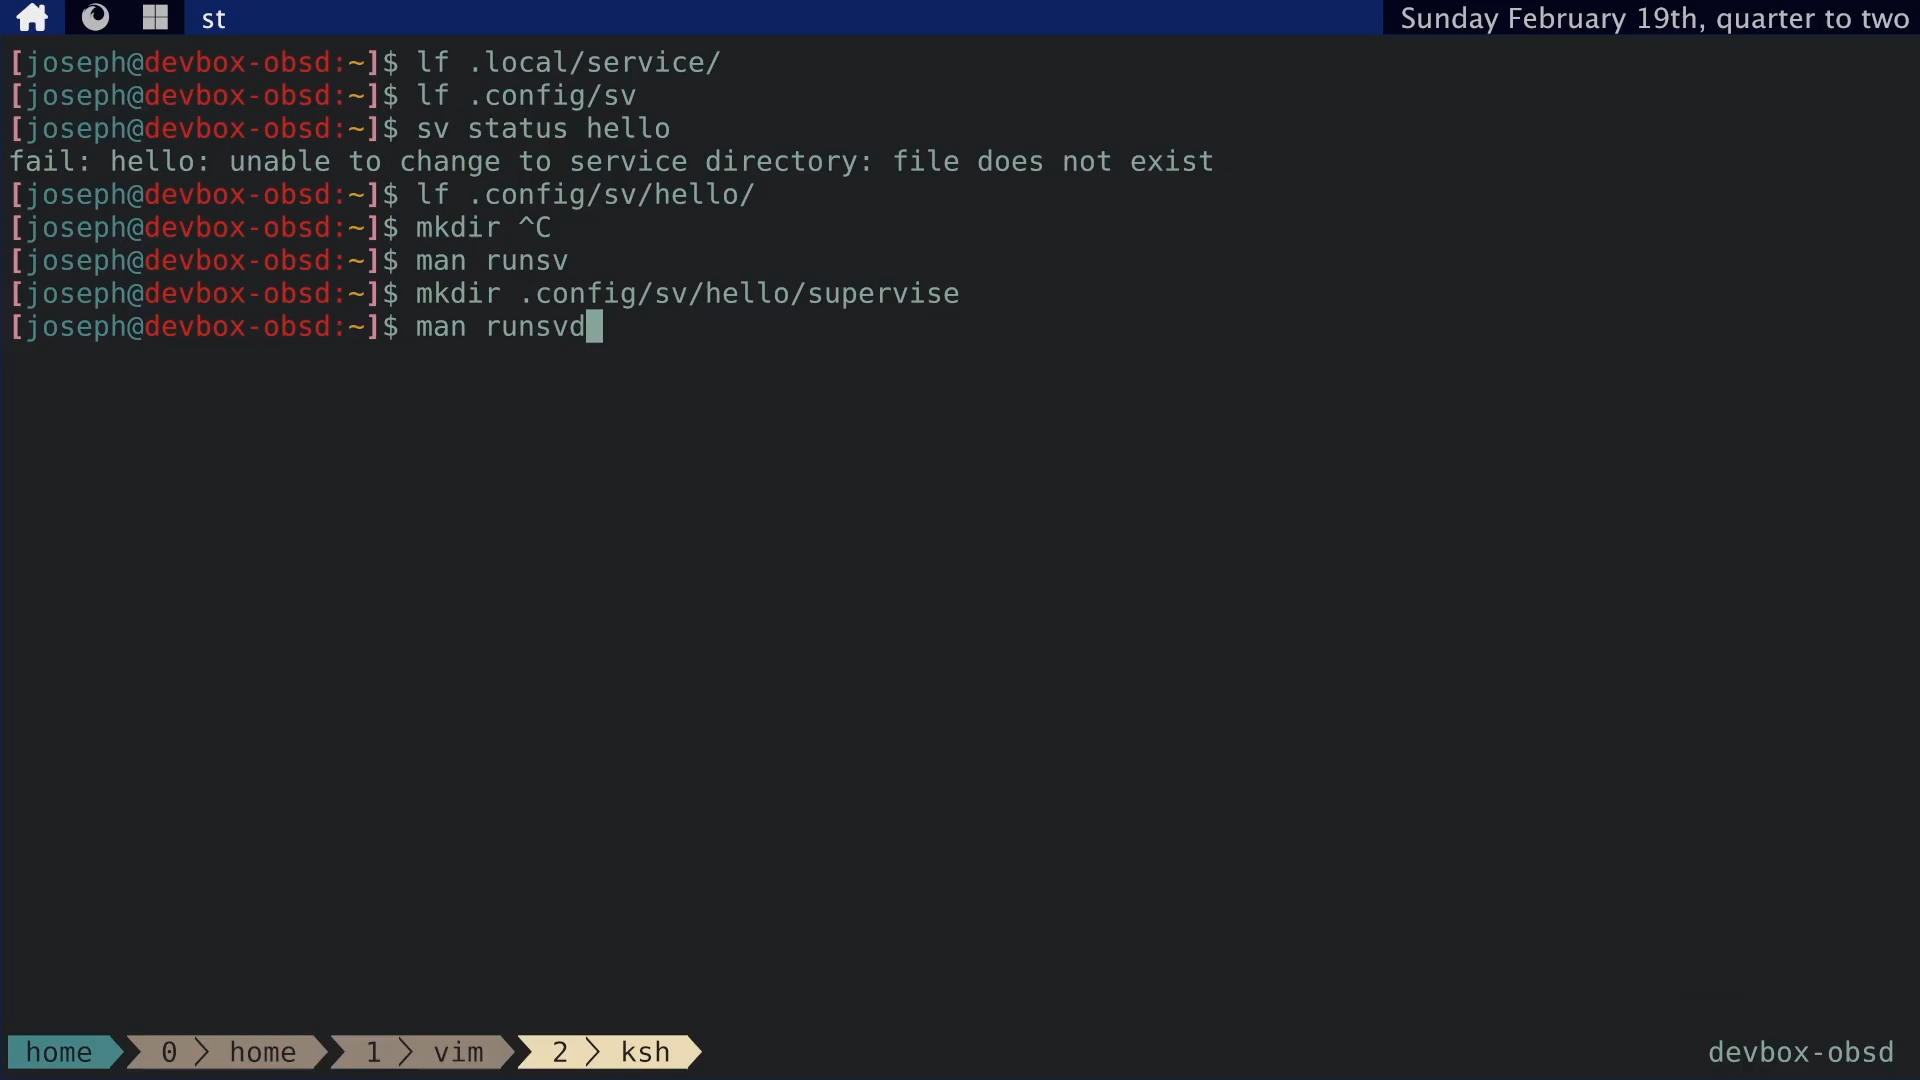 st
Sunday February 19th, quarter to two
[joseph@devbox-obsd:~]$ lf .local/service/
[joseph@devbox-obsd:~]$ lf .config/sv
[joseph@devbox-obsd:~]$ sv status hello
fail: hello: unable to change to service directory: file does not exist
[joseph@devbox-obsd:~]$ lf .config/sv/hello/
[joseph@devbox-obsd:~]$ mkdir ^C
[joseph@devbox-obsd:~]$ man runsv
[joseph@devbox-obsd:~]$ mkdir .config/sv/hello/supervise
[joseph@devbox-obsd:~]$ man runsvd
home 0 home 1 vim 2 ksh
devbox-obsd